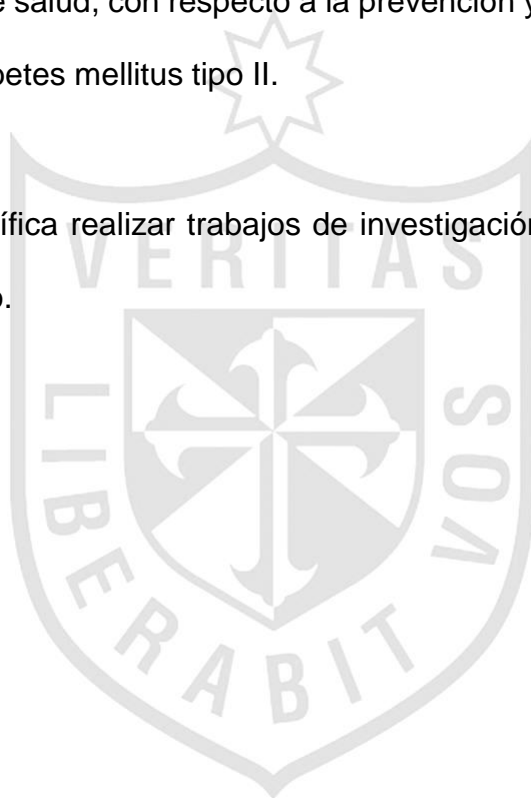 salud, con respecto a la prevención y
betes mellitus tipo II.
ífica realizar trabajos de investigación
VERITAS
LIBERABIT
VOS